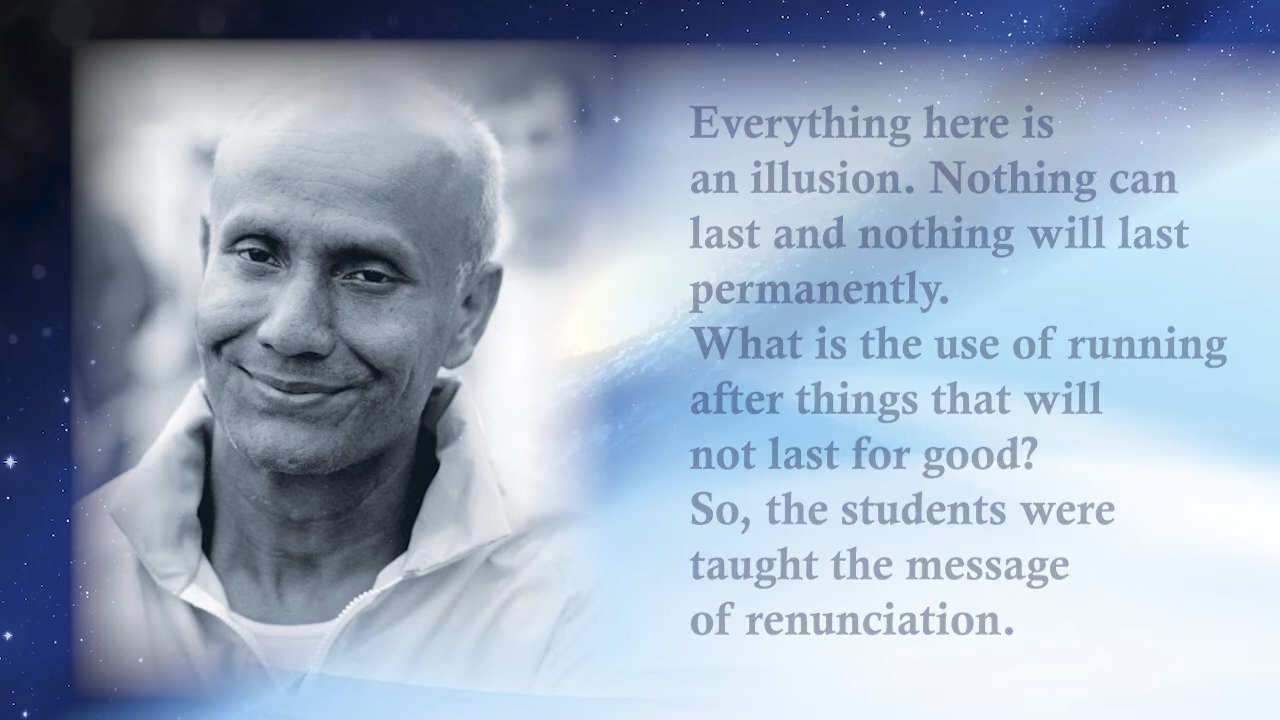 Everything here is
an illusion. Nothing can
last and nothing will last
permanently.
What is the use of running
after things that will
not last for good?
So, the students were
taught the message
of renunciation.